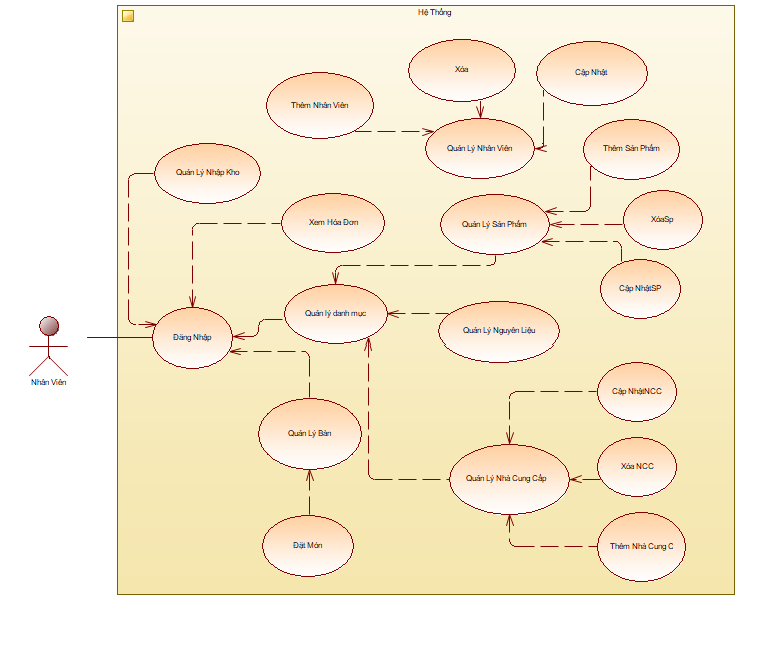 Hệ Thống
Xóa
Cập Nhật
Thêm Nhân Viên
Quản Lý Nhân Viên
Thêm Sản Phẩm
Quản Lý Nhập Kho
Xem Hóa Đơn
Quản Lý Sản Phẩm
XóaSp
Cập NhậtSP
Quản lý danh mục
Quản Lý Nguyên Liệu
Đăng Nhập
Nhân Viên
Cập NhậtNCC
Quản Lý Bàn
Xóa NCC
Quản Lý Nhà Cung Cấp
Đặt Món
Thêm Nhà Cung C